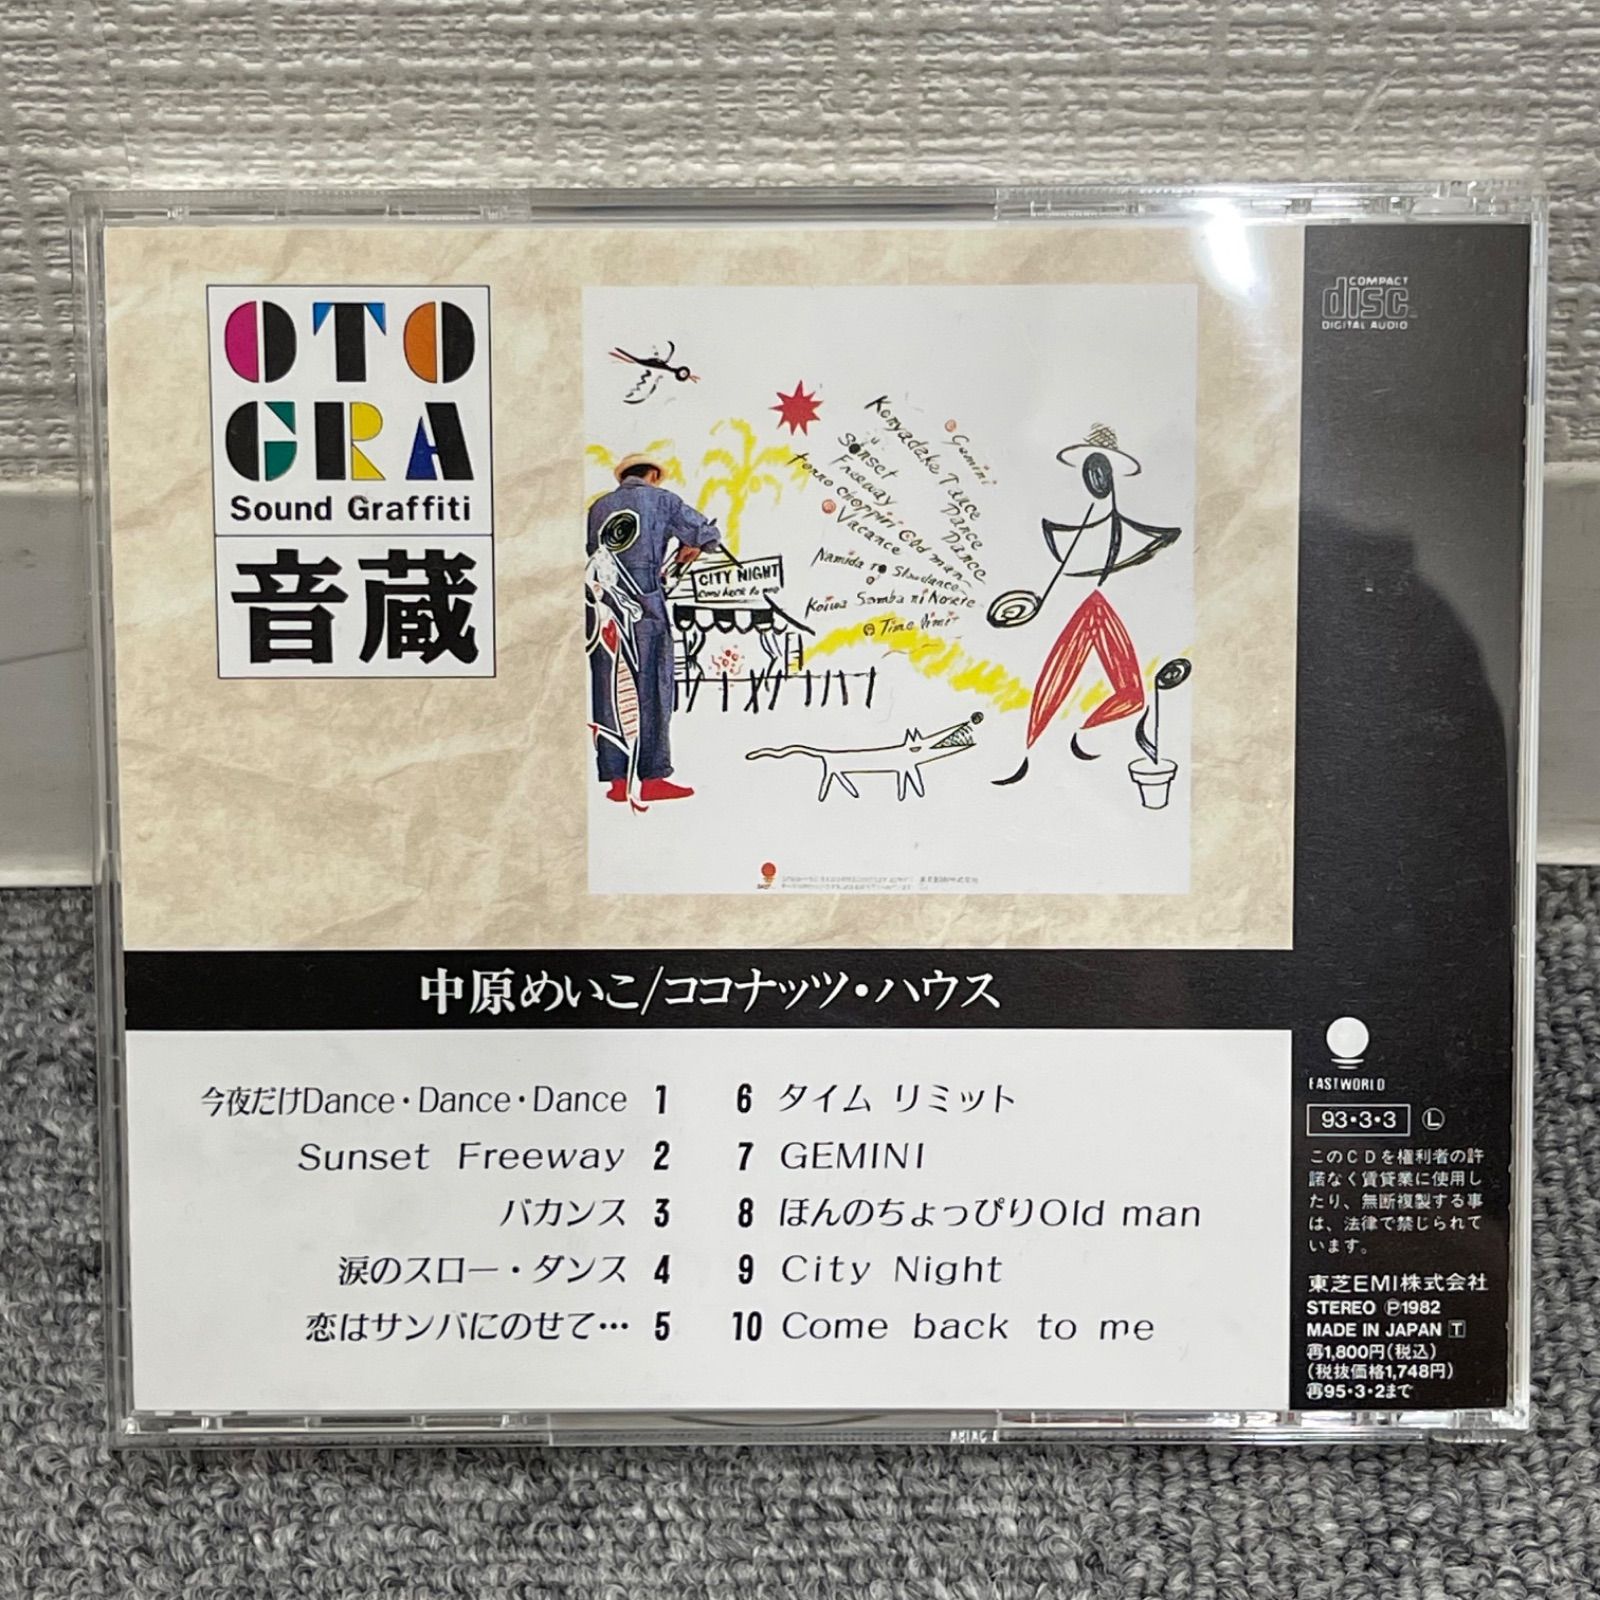 OTO
GRA
Sound Graffiti
音蔵
COMPACT
disc
DIGITAL AUDIO
Gemini
Konyadake Dance Dance Dance
Sunset
Freeway
Honno choppiri Old man
Vacance
Namida no Slowdance
Koiwa Samba ni Nosete
Time limit
CITY NIGHT
Come back to me
中原めいこ/ココナッツ・ハウス
今夜だけDance・Dance・Dance 1
Sunset Freeway 2
バカンス 3
涙のスロー・ダンス 4
恋はサンバにのせて… 5
6 タイム リミット
7 GEMINI
8 ほんのちょっぴりOld man
9 City Night
10 Come back to me
EASTWORLD
93・3・3 Ⓛ
このCDを権利者の許
諾なく賃貸業に使用し
たり、無断複製する事
は、法律で禁じられて
います。
東芝EMI株式会社
STEREO Ⓟ1982
MADE IN JAPAN T
再1,800円(税込)
(税抜価格1,748円)
再95・3・2まで